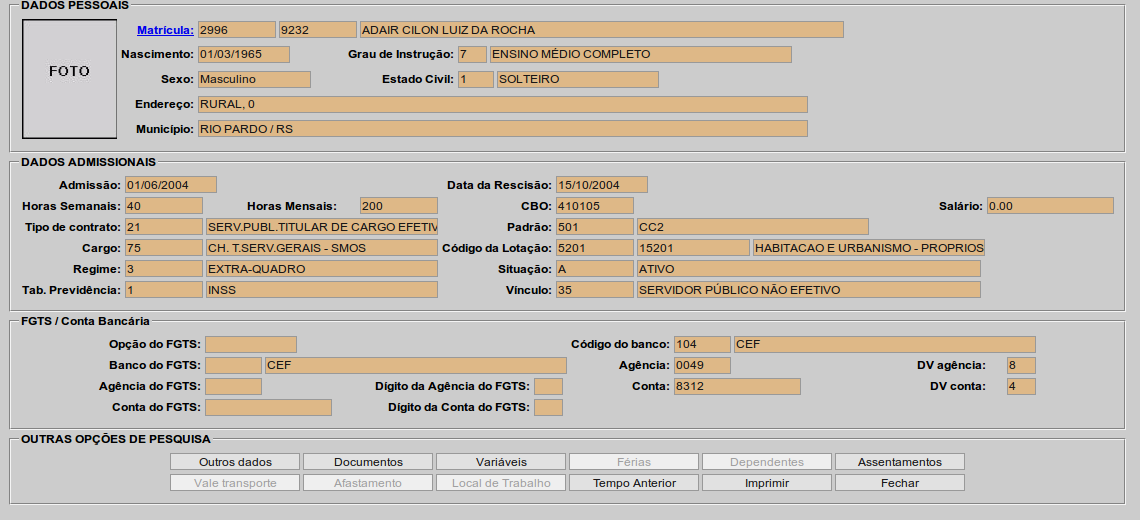 DADOS PESSOAIS
FOTO
Matrícula: 2996 9232 ADAIR CILON LUIZ DA ROCHA
Nascimento: 01/03/1965 Grau de Instrução: 7 ENSINO MÉDIO COMPLETO
Sexo: Masculino Estado Civil: 1 SOLTEIRO
Endereço: RURAL, 0
Município: RIO PARDO / RS
DADOS ADMISSIONAIS
Admissão: 01/06/2004 Data da Rescisão: 15/10/2004
Horas Semanais: 40 Horas Mensais: 200 CBO: 410105 Salário: 0.00
Tipo de contrato: 21 SERV.PUBL.TITULAR DE CARGO EFETIV Padrão: 501 CC2
Cargo: 75 CH. T.SERV.GERAIS - SMOS Código da Lotação: 5201 15201 HABITACAO E URBANISMO - PROPRIOS
Regime: 3 EXTRA-QUADRO Situação: A ATIVO
Tab. Previdência: 1 INSS Vínculo: 35 SERVIDOR PÚBLICO NÃO EFETIVO
FGTS / Conta Bancária
Opção do FGTS: Código do banco: 104 CEF
Banco do FGTS: CEF Agência: 0049 DV agência: 8
Agência do FGTS: Dígito da Agência do FGTS: Conta: 8312 DV conta: 4
Conta do FGTS: Dígito da Conta do FGTS:
OUTRAS OPÇÕES DE PESQUISA
Outros dados Documentos Variáveis Férias Dependentes Assentamentos
Vale transporte Afastamento Local de Trabalho Tempo Anterior Imprimir Fechar